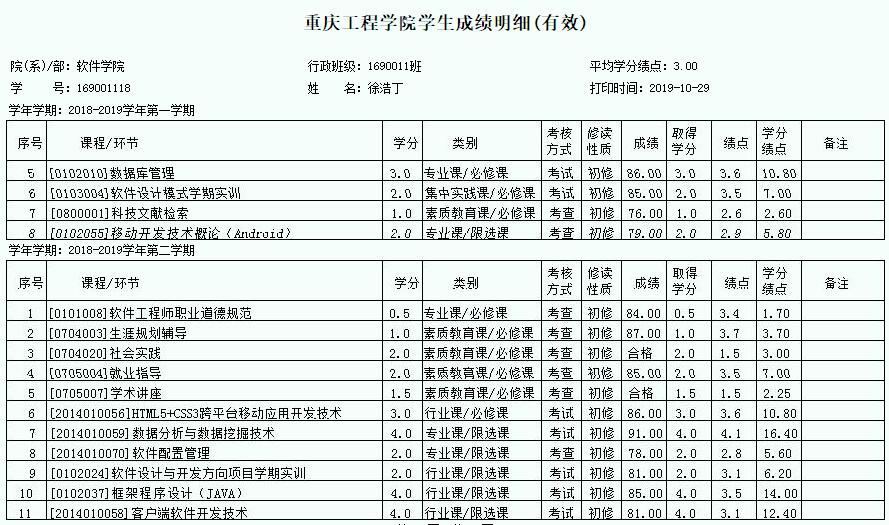 重庆工程学院学生成绩明细(有效)
院(系)/部: 软件学院 行政班级: 1690011班 平均学分绩点: 3.00
学 号: 169001118 姓 名: 徐浩丁 打印时间: 2019-10-29
学年学期: 2018-2019学年第一学期
序号 课程/环节 学分 类别 考核方式 修读性质 成绩 取得学分 绩点 学分绩点 备注
5 [0102010]数据库管理 3.0 专业课/必修课 考试 初修 86.00 3.0 3.6 10.80
6 [0103004]软件设计模式学期实训 2.0 集中实践课/必修课 考试 初修 85.00 2.0 3.5 7.00
7 [0800001]科技文献检索 1.0 素质教育课/必修课 考查 初修 76.00 1.0 2.6 2.60
8 [0102055]移动开发技术概论（Android） 2.0 专业课/限选课 考查 初修 79.00 2.0 2.9 5.80
学年学期: 2018-2019学年第二学期
序号 课程/环节 学分 类别 考核方式 修读性质 成绩 取得学分 绩点 学分绩点 备注
1 [0101008]软件工程师职业道德规范 0.5 专业课/必修课 考查 初修 84.00 0.5 3.4 1.70
2 [0704003]生涯规划辅导 1.0 素质教育课/必修课 考查 初修 87.00 1.0 3.7 3.70
3 [0704020]社会实践 2.0 素质教育课/必修课 考查 初修 合格 2.0 1.5 3.00
4 [0705004]就业指导 2.0 素质教育课/必修课 考查 初修 85.00 2.0 3.5 7.00
5 [0705007]学术讲座 1.5 素质教育课/必修课 考查 初修 合格 1.5 1.5 2.25
6 [2014010056]HTML5+CSS3跨平台移动应用开发技术 3.0 行业课/必修课 考试 初修 86.00 3.0 3.6 10.80
7 [2014010059]数据分析与数据挖掘技术 4.0 专业课/限选课 考试 初修 91.00 4.0 4.1 16.40
8 [2014010070]软件配置管理 2.0 专业课/限选课 考查 初修 78.00 2.0 2.8 5.60
9 [0102024]软件设计与开发方向项目学期实训 2.0 行业课/限选课 考试 初修 81.00 2.0 3.1 6.20
10 [0102037]框架程序设计（JAVA） 4.0 行业课/限选课 考试 初修 85.00 4.0 3.5 14.00
11 [2014010058]客户端软件开发技术 4.0 行业课/限选课 考试 初修 81.00 4.0 3.1 12.40